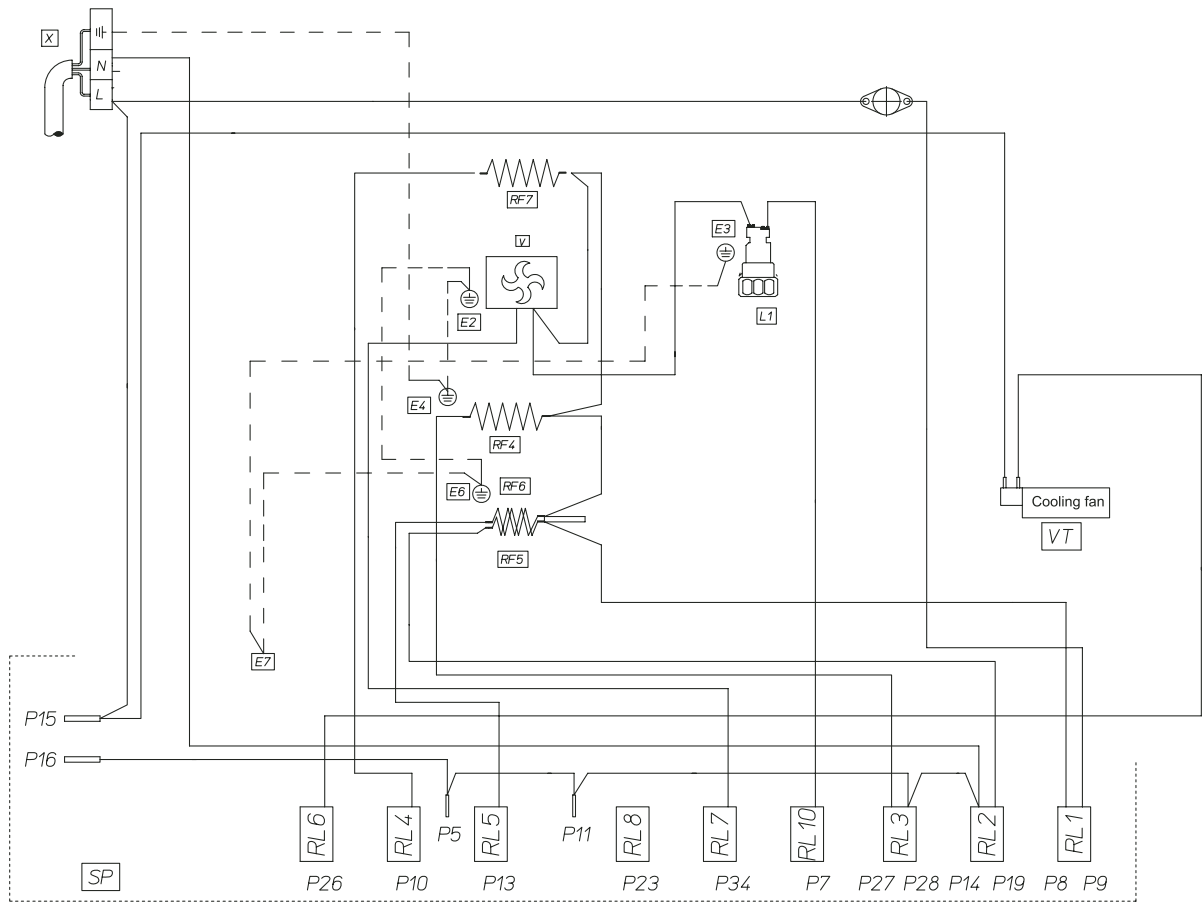 X
N
L
RF7
V
E3
E2
L1
E4
RF4
E6
RF6
Cooling fan
VT
RF5
E7
P15
P16
RL6
RL4
P5
RL5
P11
RL8
RL7
RL10
RL3
RL2
RL1
SP
P26
P10
P13
P23
P34
P7
P27
P28
P14
P19
P8
P9